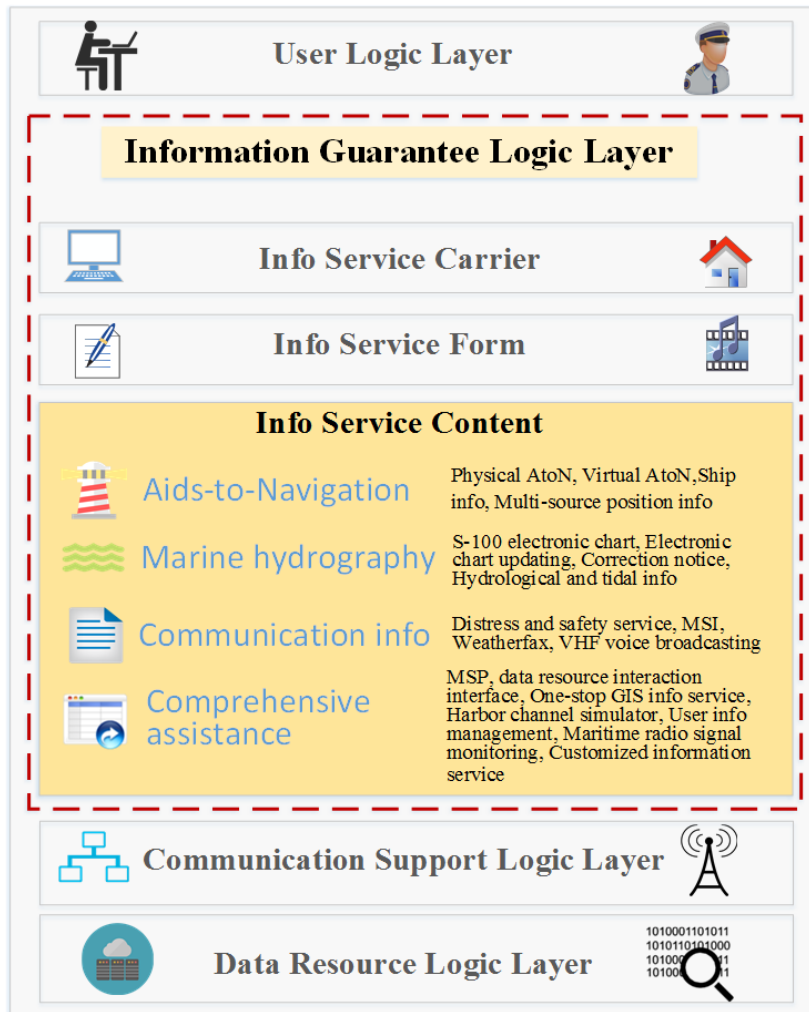 User Logic Layer
Information Guarantee Logic Layer
Info Service Carrier
Info Service Form
Info Service Content
Aids-to-Navigation
Physical AtoN, Virtual AtoN,Ship
info, Multi-source position info
Marine hydrography
S-100 electronic chart, Electronic
chart updating, Correction notice,
Hydrological and tidal info
Communication info
Distress and safety service, MSI,
Weatherfax, VHF voice broadcasting
Comprehensive
assistance
MSP, data resource interaction
interface, One-stop GIS info service,
Harbor channel simulator, User info
management, Maritime radio signal
monitoring, Customized information
service
Communication Support Logic Layer
Data Resource Logic Layer
1010001101011
1010110101000